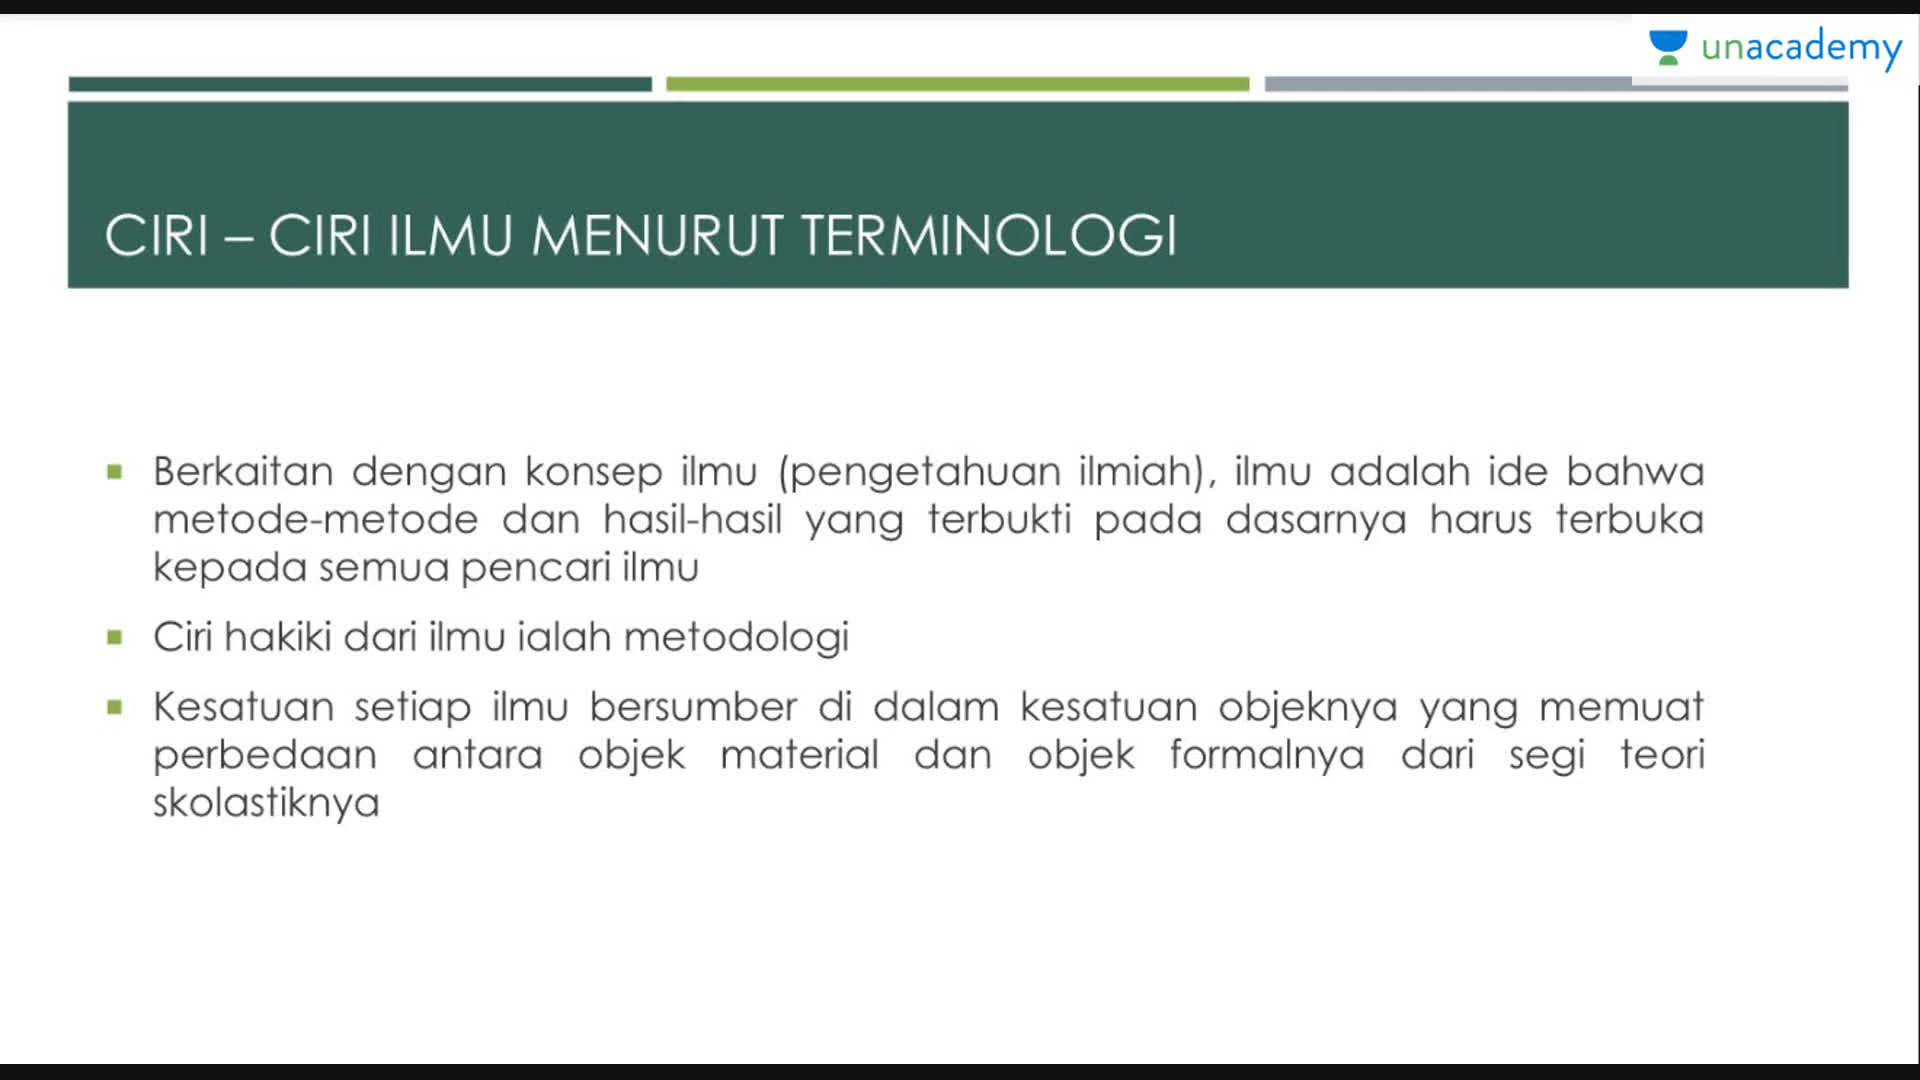 unacademy
CIRI – CIRI ILMU MENURUT TERMINOLOGI
Berkaitan dengan konsep ilmu (pengetahuan ilmiah), ilmu adalah ide bahwa
metode-metode dan hasil-hasil yang terbukti pada dasarnya harus terbuka
kepada semua pencari ilmu
Ciri hakiki dari ilmu ialah metodologi
Kesatuan setiap ilmu bersumber di dalam kesatuan objeknya yang memuat
perbedaan antara objek material dan objek formalnya dari segi teori
skolastiknya